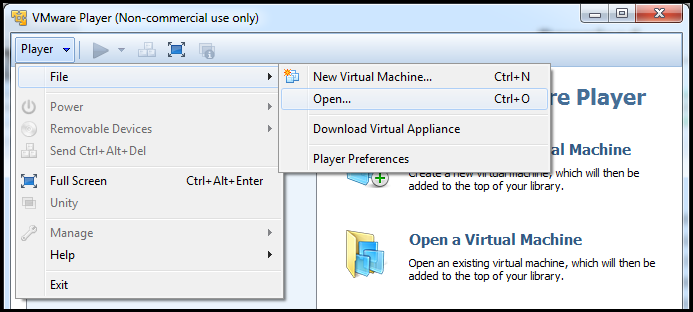 VMware Player (Non-commercial use only)
Player
File
Power
Removable Devices
Send Ctrl+Alt+Del
Full Screen Ctrl+Alt+Enter
Unity
Manage
Help
Exit
New Virtual Machine... Ctrl+N
Open... Ctrl+O
Download Virtual Appliance
Player Preferences
re Player
al Machine
Create a new virtual machine, which will then be
added to the top of your library.
Open a Virtual Machine
Open an existing virtual machine, which will then be
added to the top of your library.